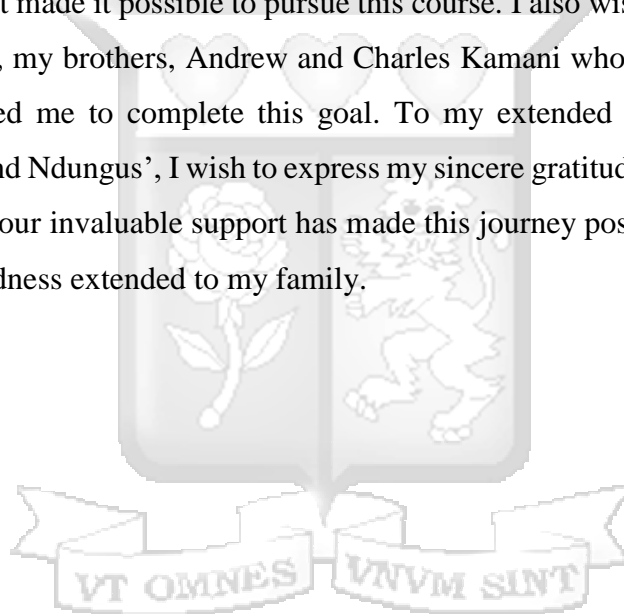 t made it possible to pursue this course. I also wis
, my brothers, Andrew and Charles Kamani who
ed me to complete this goal. To my extended
nd Ndungus’, I wish to express my sincere gratitud
our invaluable support has made this journey pos
dness extended to my family.
VT OMNES VNVM SINT